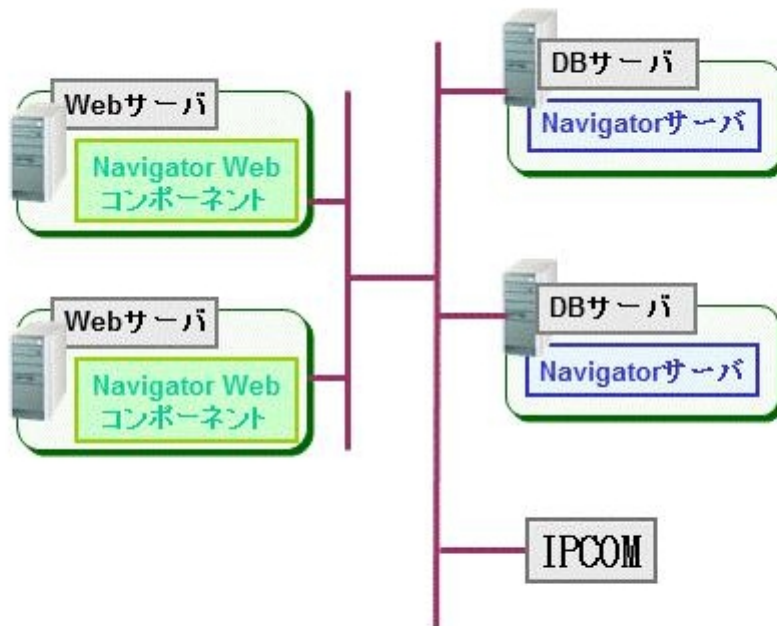 Webサーバ
Navigator Web
コンポーネント
Webサーバ
Navigator Web
コンポーネント
DBサーバ
Navigatorサーバ
DBサーバ
Navigatorサーバ
IPCOM